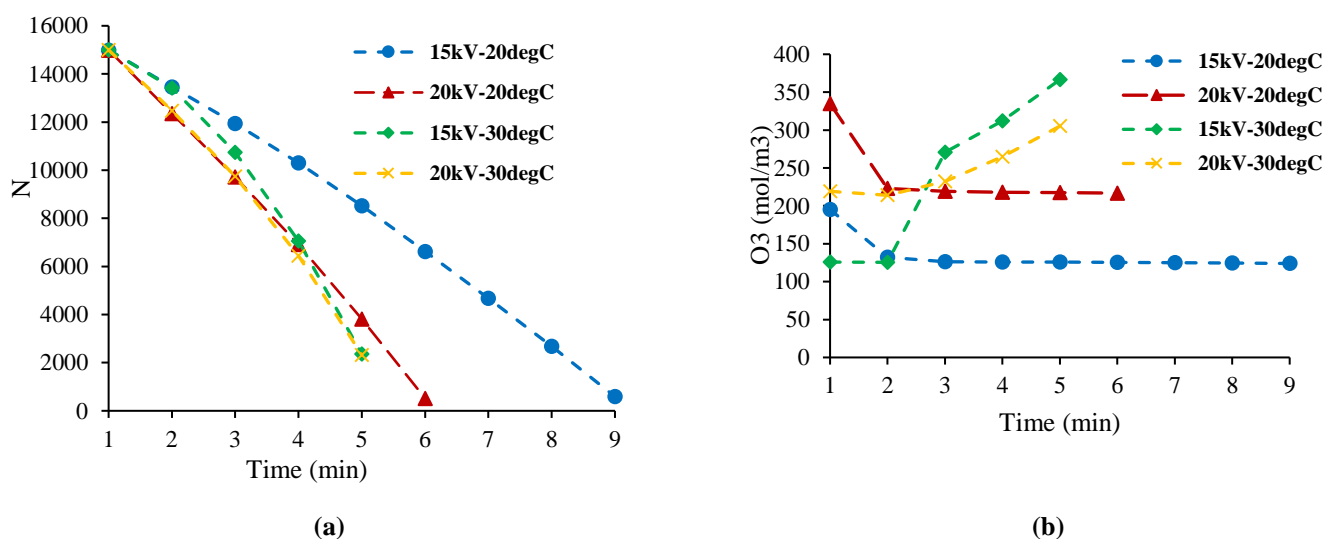 16000
14000
12000
10000
8000
6000
4000
2000
0
N
1 2 3 4 5 6 7 8 9
Time (min)
15kV-20degC
20kV-20degC
15kV-30degC
20kV-30degC
(a)
400
350
300
250
200
150
100
50
0
O3 (mol/m3)
1 2 3 4 5 6 7 8 9
Time (min)
15kV-20degC
20kV-20degC
15kV-30degC
20kV-30degC
(b)